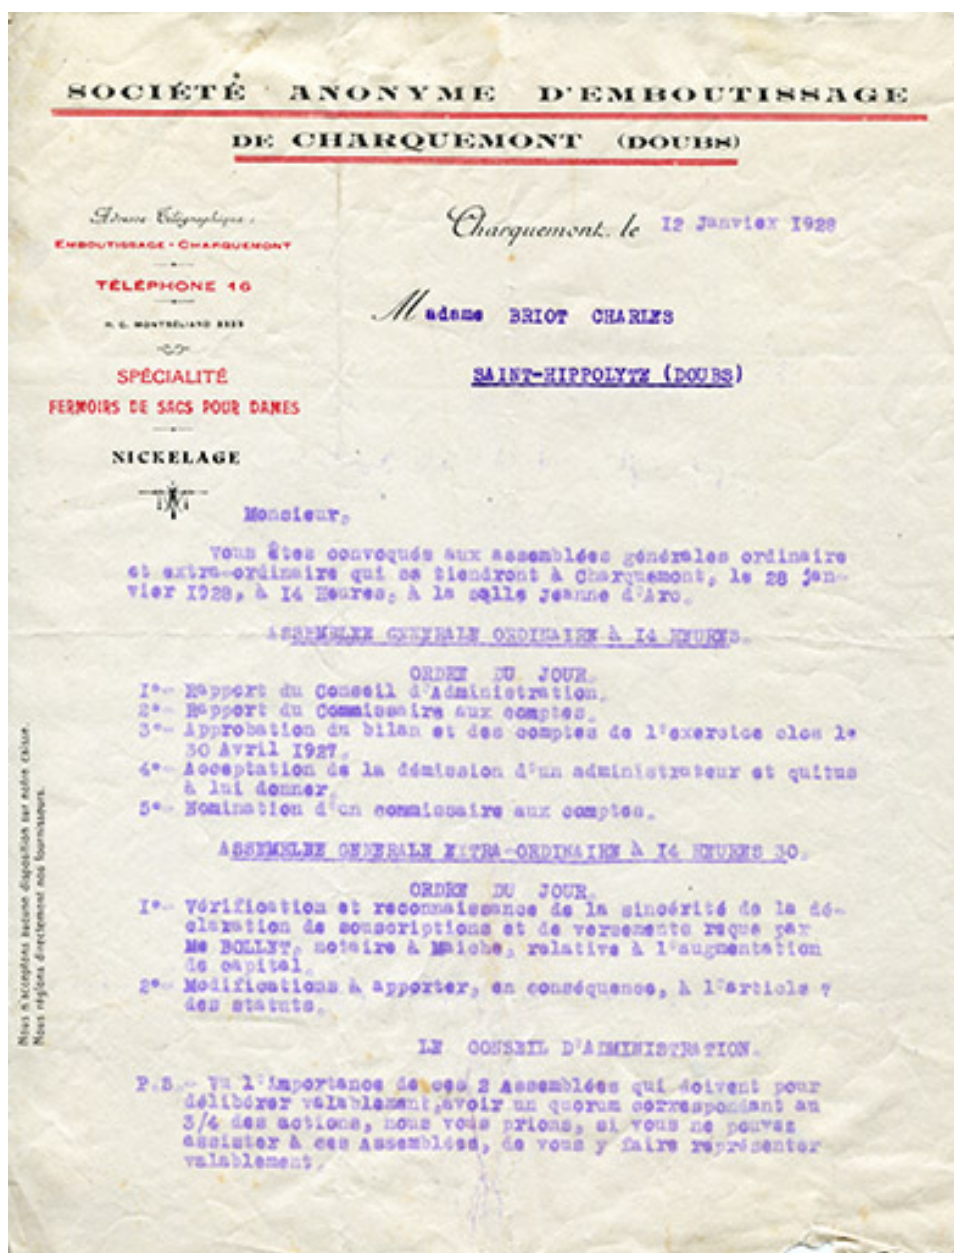 SOCIÉTÉ ANONYME D'EMBOUTISSAGE
DE CHARQUEMONT (DOUBS)
Adresse Télégraphique :
EMBOUTISSAGE - CHARQUEMONT
TÉLÉPHONE 16
R. C. MONTBÉLIARD
SPÉCIALITÉ
FERMOIRS DE SACS POUR DAMES
NICKELAGE
Charquemont, le 12 Janvier 1928
Madame BRIOT CHARLES
SAINT-HIPPOLYTE (DOUBS)
Monsieur,
Vous êtes convoqués aux assemblées générales ordinaire
et extra-ordinaire qui se tiendront à Charquemont, le 28 jan-
vier 1928, à 14 Heures, à la salle Jeanne d'Arc.
ASSEMBLEE GENERALE ORDINAIRE à 14 HEURES.
ORDRE DU JOUR.
1°- Rapport du Conseil d'Administration.
2°- Rapport du Commissaire aux comptes.
3°- Approbation du bilan et des comptes de l'exercice clos le
30 Avril 1927.
4°- Acceptation de la démission d'un administrateur et quitus
à lui donner.
5°- Nomination d'un commissaire aux comptes.
ASSEMBLEE GENERALE EXTRA-ORDINAIRE à 14 HEURES 30.
ORDRE DU JOUR.
1°- Vérification et reconnaissance de la sincérité de la dé-
claration de souscriptions et de versements reçue par
Me BOLLET, notaire à Maiche, relative à l'augmentation
de capital.
2°- Modifications à apporter, en conséquence, à l'article 7
des statuts.
LE CONSEIL D'ADMINISTRATION.
P.S.- Vu l'importance de ces 2 Assemblées qui doivent pour
délibérer valablement, avoir un quorum correspondant au
3/4 des actions, nous vous prions, si vous ne pouvez
assister à ces Assemblées, de vous y faire représenter
valablement.
Nous n'acceptons aucune disposition sur notre caisse.
Nous réglons directement nos fournisseurs.